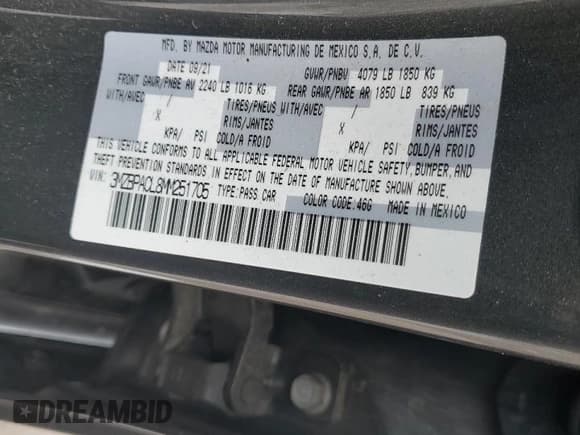 MFD. BY MAZDA MOTOR MANUFACTURING DE MEXICO S.A. DE C.V.
DATE 09/21 GVWR/PNBV 4079 LB 1850 KG
FRONT GAWR/PNBE AV 2240 LB 1016 KG REAR GAWR/PNBE AR 1850 LB 839 KG
WITH/AVEC / TIRES/PNEUS WITH/AVEC / TIRES/PNEUS
X RIMS/JANTES X RIMS/JANTES
KPA/ PSI COLD/A FROID KPA/ PSI COLD/A FROID
THIS VEHICLE CONFORMS TO ALL APPLICABLE FEDERAL MOTOR VEHICLE SAFETY, BUMPER, AND
THEFT PREVENTION STANDARDS IN EFFECT ON THE DATE OF MANUFACTURE SHOWN ABOVE.
VIN: 3MZBPACL8MM251705 TYPE:PASS CAR COLOR CODE:46G MADE IN MEXICO
DREAMBID